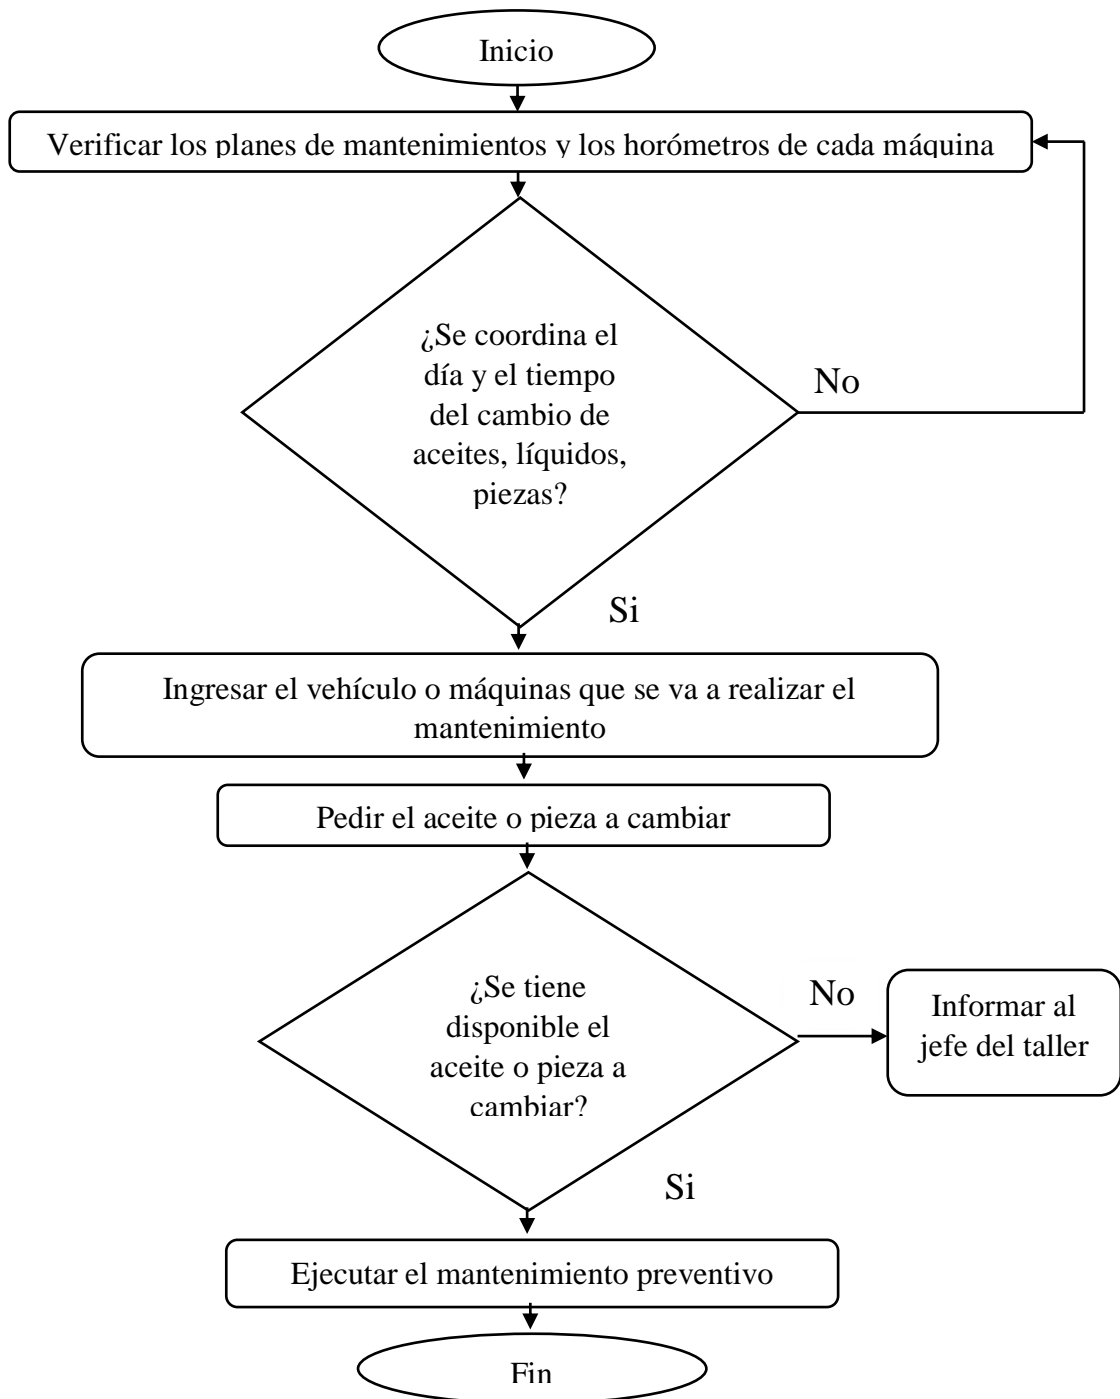 Inicio
Verificar los planes de mantenimientos y los horómetros de cada máquina
¿Se coordina el
día y el tiempo
del cambio de
aceites, líquidos,
piezas?
No
Si
Ingresar el vehículo o máquinas que se va a realizar el
mantenimiento
Pedir el aceite o pieza a cambiar
¿Se tiene
disponible el
aceite o pieza a
cambiar?
No
Informar al
jefe del taller
Si
Ejecutar el mantenimiento preventivo
Fin